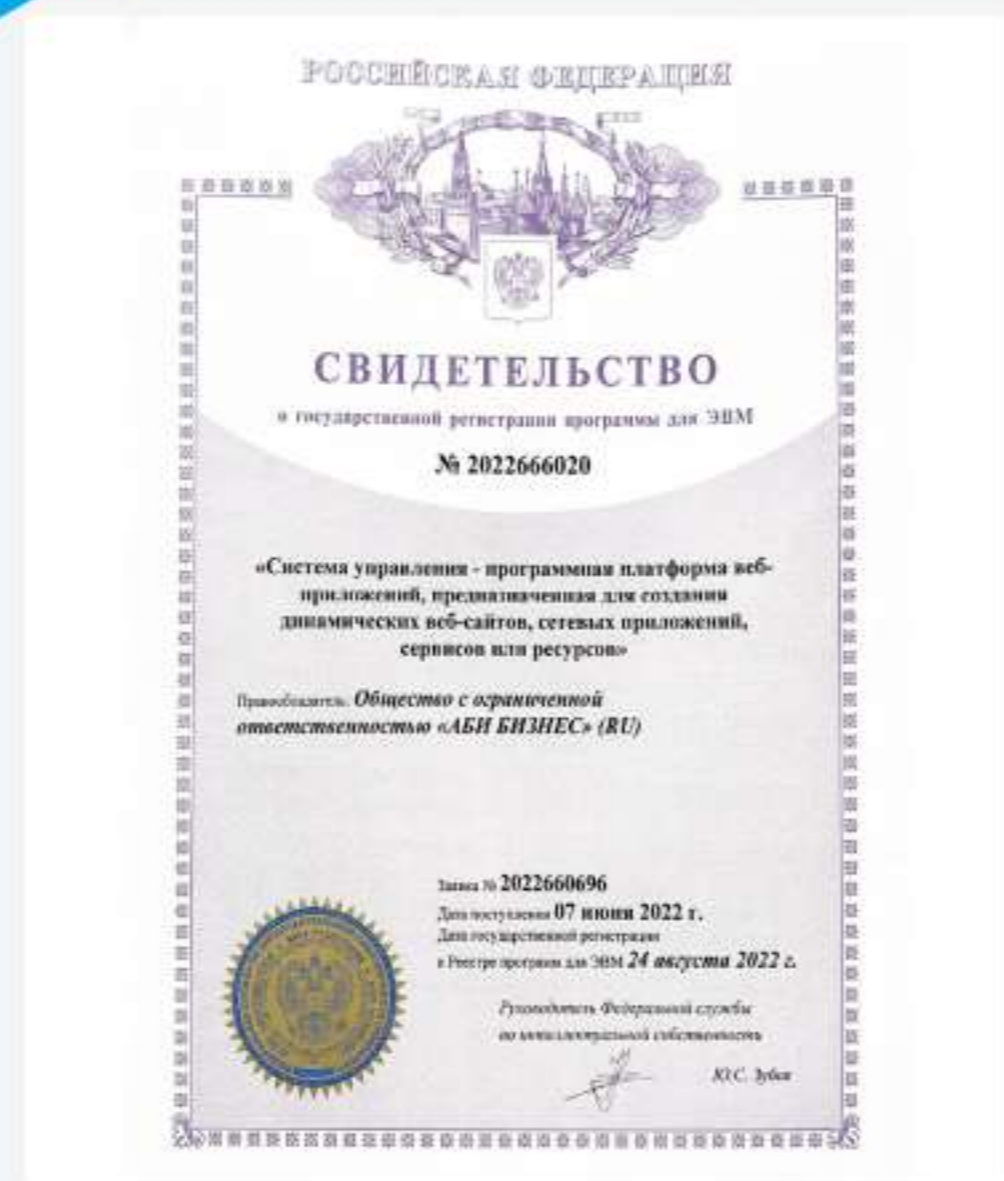 РОССИЙСКАЯ ФЕДЕРАЦИЯ
СВИДЕТЕЛЬСТВО
о государственной регистрации программы для ЭВМ
№ 2022666020
«Система управления - программная платформа веб-
приложений, предназначенная для создания
динамических веб-сайтов, сетевых приложений,
сервисов или ресурсов»
Правообладатель: Общество с ограниченной
ответственностью «АБИ БИЗНЕС» (RU)
Заявка № 2022660696
Дата поступления 07 июня 2022 г.
Дата государственной регистрации
в Реестре программ для ЭВМ 24 августа 2022 г.
Руководитель Федеральной службы
по интеллектуальной собственности
Ю.С. Зубов